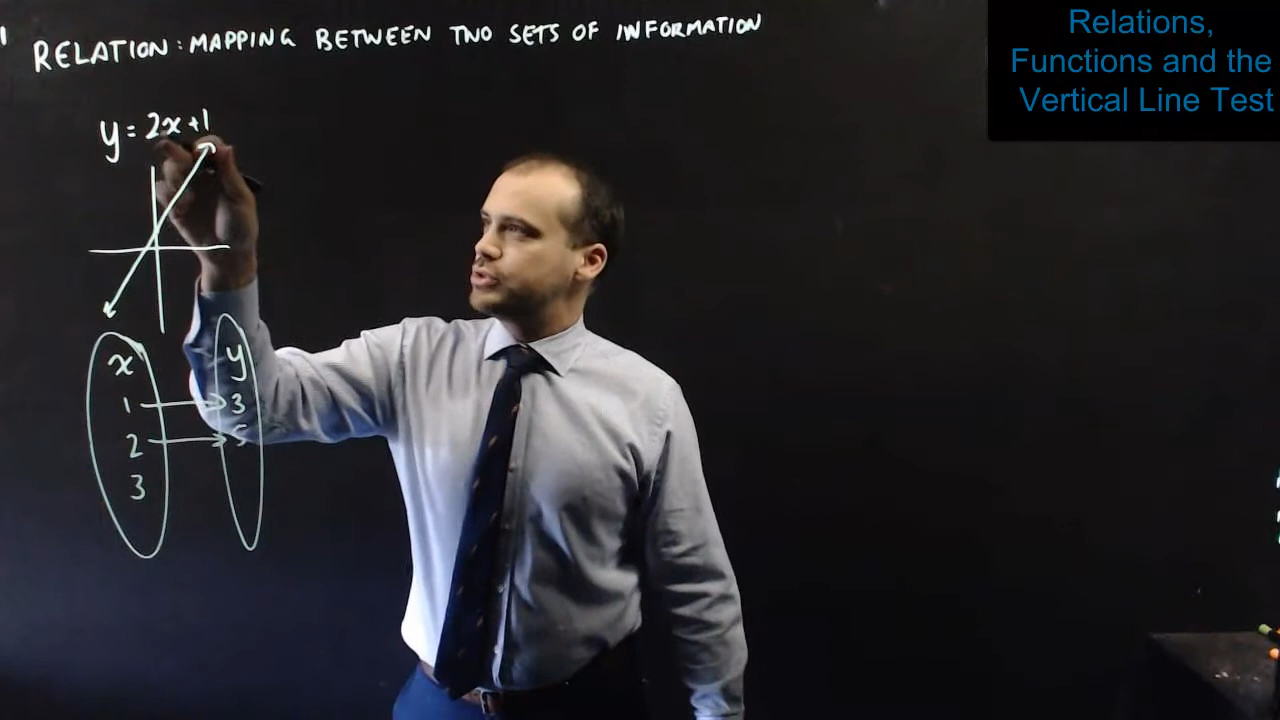 RELATION: MAPPING BETWEEN TWO SETS OF INFORMATION
Relations,
Functions and the
Vertical Line Test
y = 2x + 1
x y
1 3
2 5
3